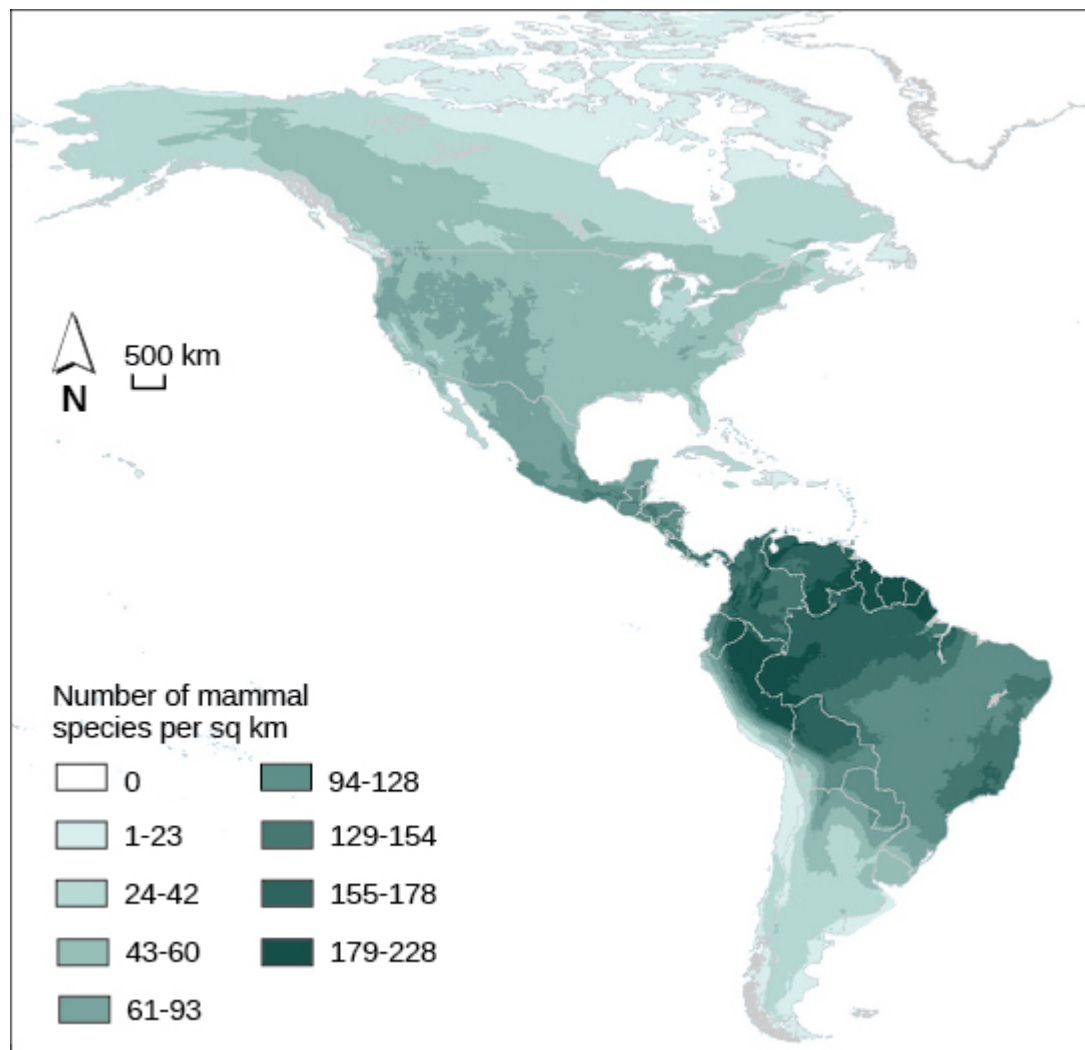 500 km
N
Number of mammal
species per sq km
0
1-23
24-42
43-60
61-93
94-128
129-154
155-178
179-228